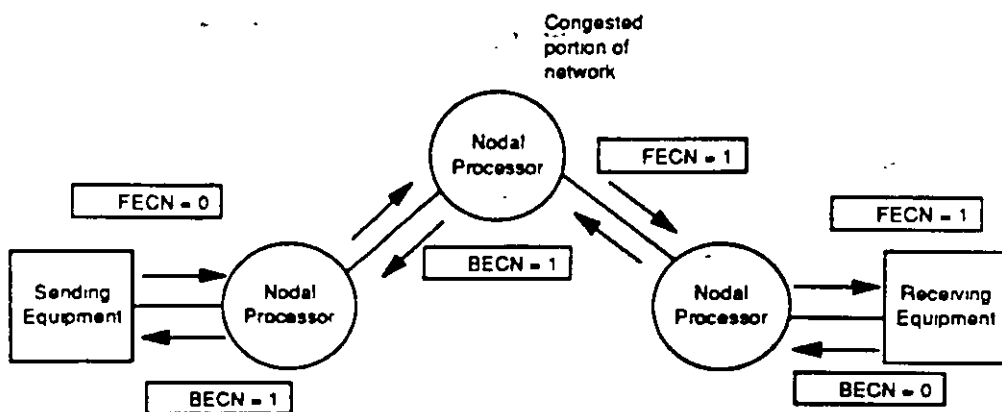 Congested
portion of
network
Nodal
Processor
FECN = 1
FECN = 0
FECN = 1
BECN = 1
Sending
Equipment
Nodal
Processor
Nodal
Processor
Receiving
Equipment
BECN = 1
BECN = 0